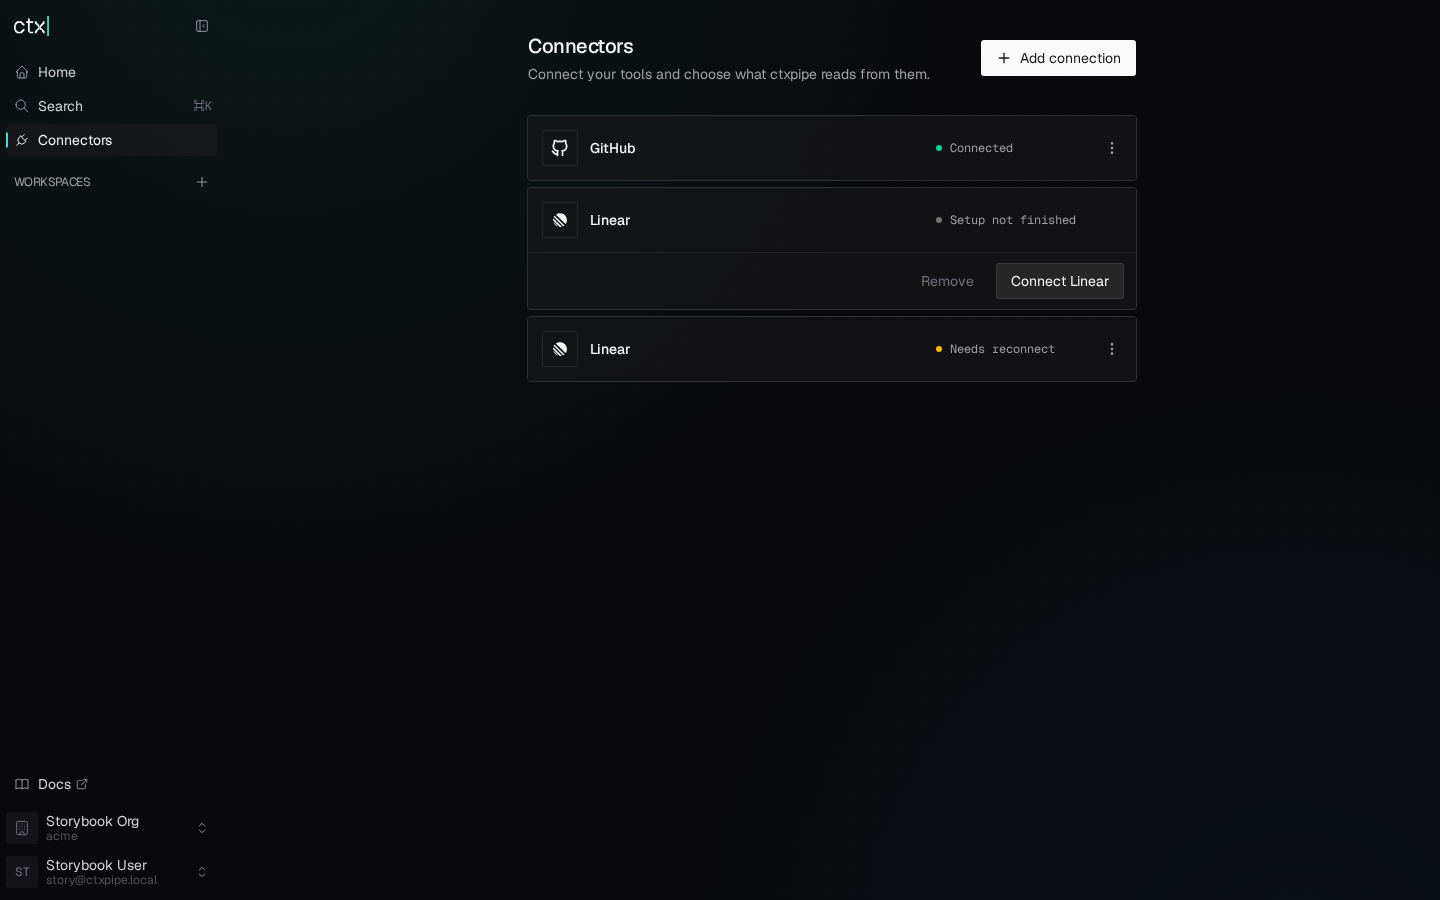 ctx
Home
Search ⌘K
Connectors
WORKSPACES
Connectors
Connect your tools and choose what ctxpipe reads from them.
Add connection
GitHub
Connected
Linear
Setup not finished
Remove
Connect Linear
Linear
Needs reconnect
Docs
Storybook Org
acme
ST
Storybook User
story@ctxpipe.local